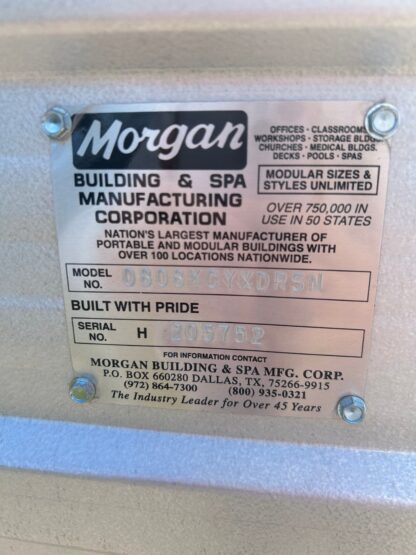 Morgan
OFFICES · CLASSROOMS
WORKSHOPS · STORAGE BLDG
CHURCHES · MEDICAL BLDGS.
DECKS · POOLS · SPAS
MODULAR SIZES &
STYLES UNLIMITED
BUILDING & SPA
MANUFACTURING
CORPORATION
OVER 750,000 IN
USE IN 50 STATES
NATION'S LARGEST MANUFACTURER OF
PORTABLE AND MODULAR BUILDINGS WITH
OVER 100 LOCATIONS NATIONWIDE.
MODEL
NO.
BUILT WITH PRIDE
SERIAL
NO.
H 205752
FOR INFORMATION CONTACT
MORGAN BUILDING & SPA MFG. CORP.
P.O. BOX 660280 DALLAS, TX, 75266-9915
(972) 864-7300 (800) 935-0321
The Industry Leader for Over 45 Years